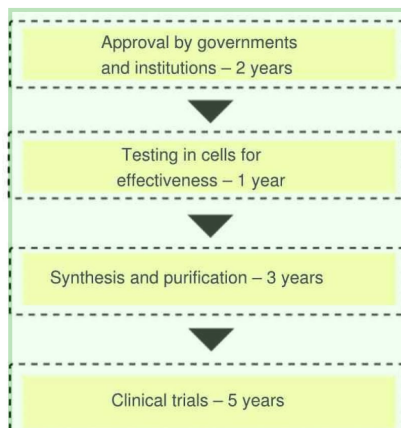 Approval by governments
and institutions – 2 years
Testing in cells for
effectiveness – 1 year
Synthesis and purification – 3 years
Clinical trials – 5 years